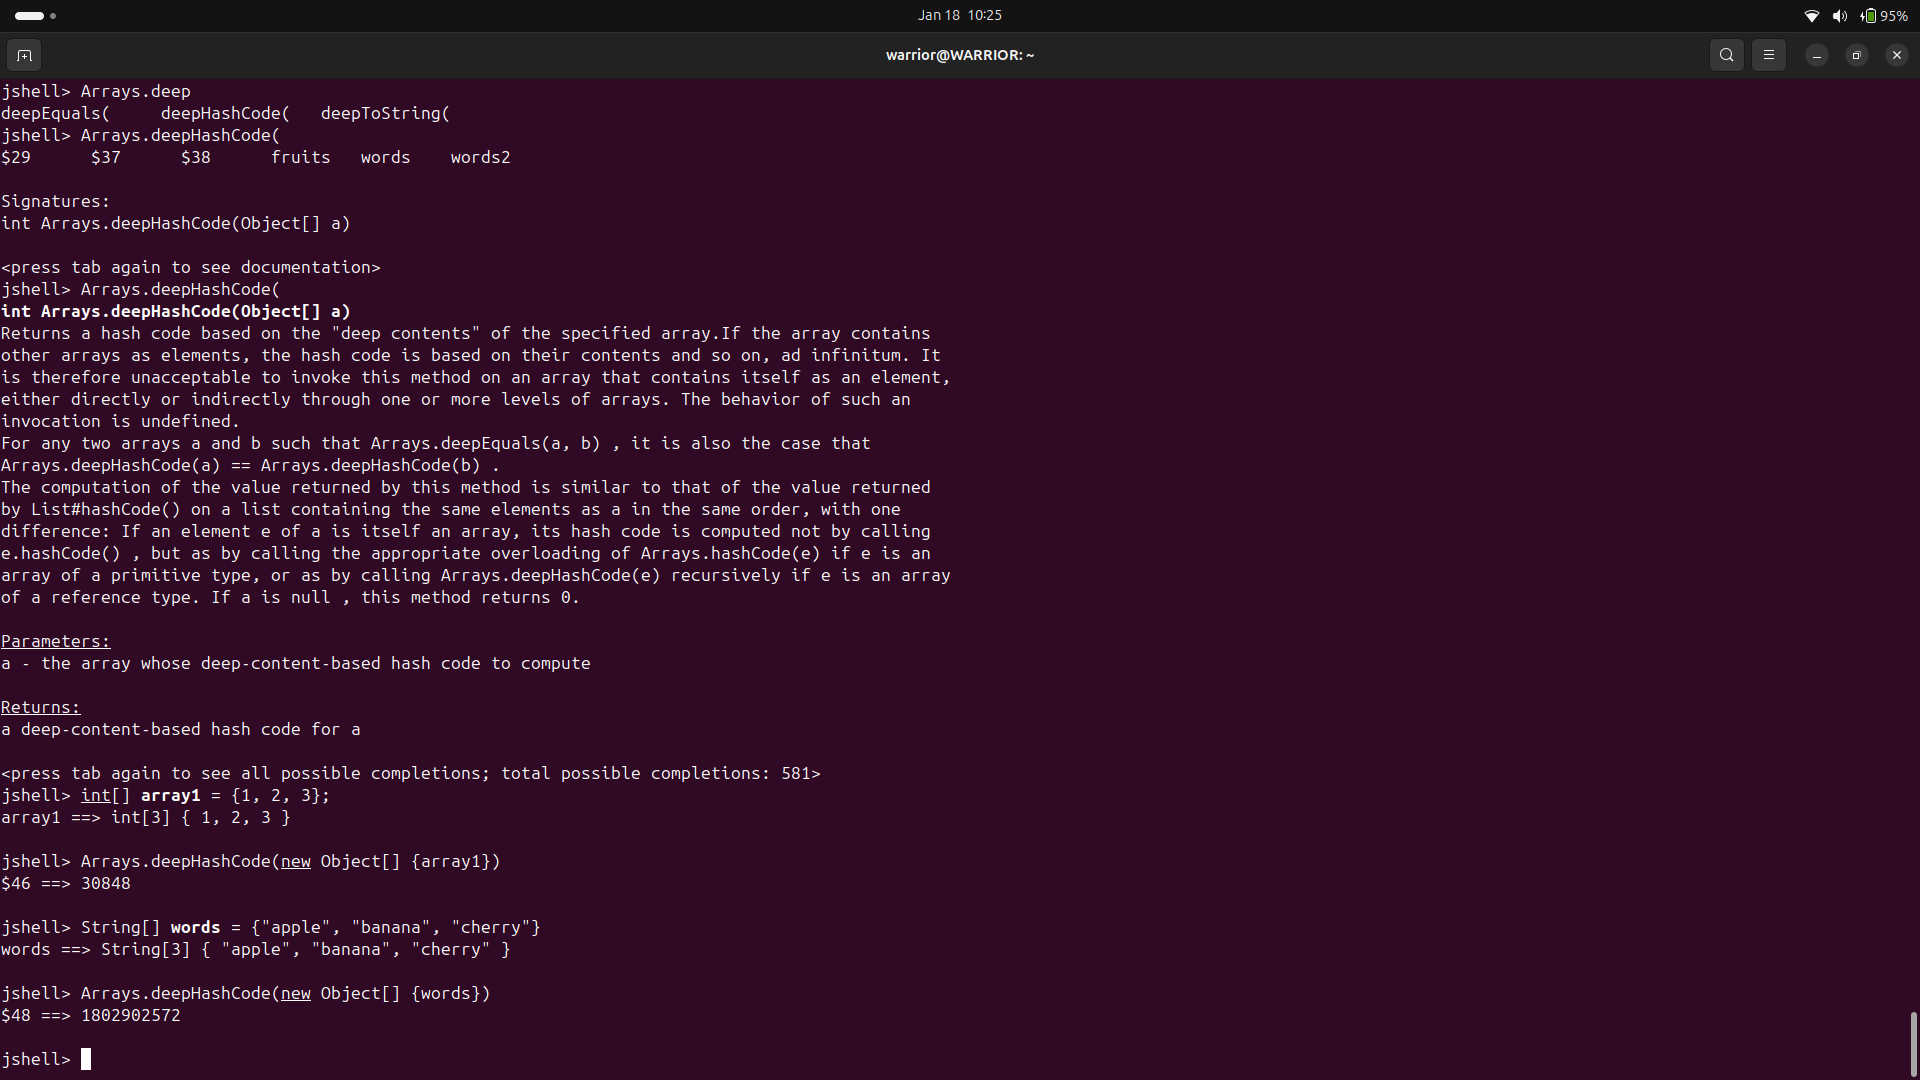 Jan 18 10:25
95%
warrior@WARRIOR: ~
jshell> Arrays.deep
deepEquals(     deepHashCode(   deepToString(
jshell> Arrays.deepHashCode(
$29      $37      $38      fruits   words    words2

Signatures:
int Arrays.deepHashCode(Object[] a)

<press tab again to see documentation>
jshell> Arrays.deepHashCode(
int Arrays.deepHashCode(Object[] a)
Returns a hash code based on the "deep contents" of the specified array.If the array contains
other arrays as elements, the hash code is based on their contents and so on, ad infinitum. It
is therefore unacceptable to invoke this method on an array that contains itself as an element,
either directly or indirectly through one or more levels of arrays. The behavior of such an
invocation is undefined.
For any two arrays a and b such that Arrays.deepEquals(a, b) , it is also the case that
Arrays.deepHashCode(a) == Arrays.deepHashCode(b) .
The computation of the value returned by this method is similar to that of the value returned
by List#hashCode() on a list containing the same elements as a in the same order, with one
difference: If an element e of a is itself an array, its hash code is computed not by calling
e.hashCode() , but as by calling the appropriate overloading of Arrays.hashCode(e) if e is an
array of a primitive type, or as by calling Arrays.deepHashCode(e) recursively if e is an array
of a reference type. If a is null , this method returns 0.

Parameters:
a - the array whose deep-content-based hash code to compute

Returns:
a deep-content-based hash code for a

<press tab again to see all possible completions; total possible completions: 581>
jshell> int[] array1 = {1, 2, 3};
array1 ==> int[3] { 1, 2, 3 }

jshell> Arrays.deepHashCode(new Object[] {array1})
$46 ==> 30848

jshell> String[] words = {"apple", "banana", "cherry"}
words ==> String[3] { "apple", "banana", "cherry" }

jshell> Arrays.deepHashCode(new Object[] {words})
$48 ==> 1802902572

jshell>